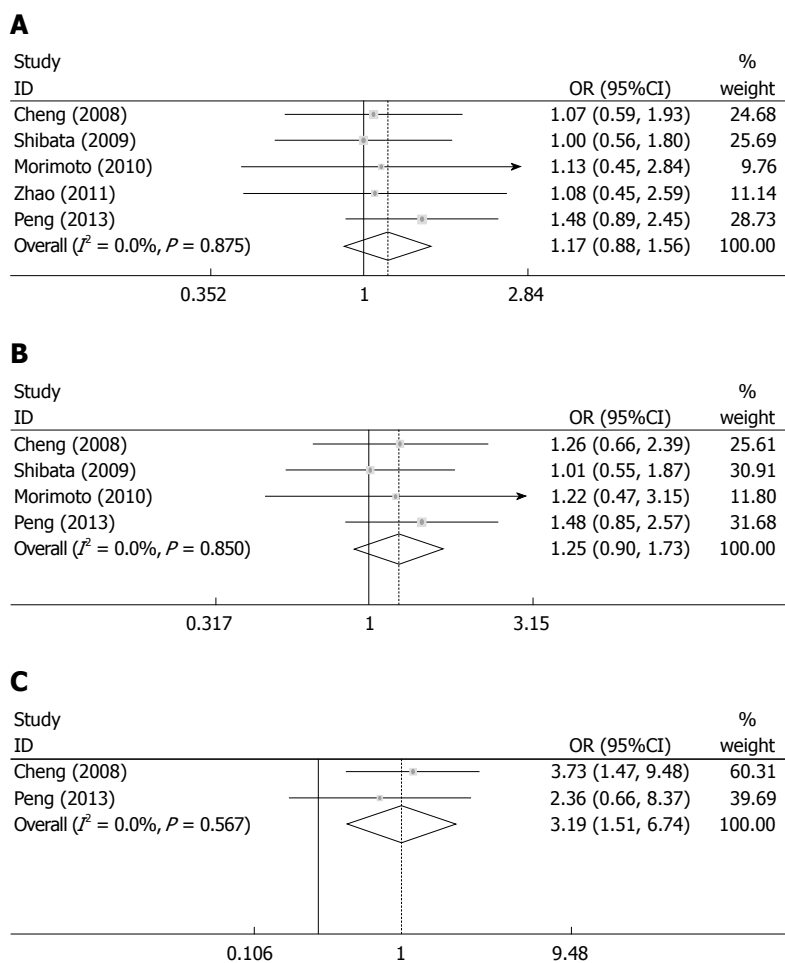 A
Study %
ID OR (95%CI) weight
Cheng (2008) 1.07 (0.59, 1.93) 24.68
Shibata (2009) 1.00 (0.56, 1.80) 25.69
Morimoto (2010) 1.13 (0.45, 2.84) 9.76
Zhao (2011) 1.08 (0.45, 2.59) 11.14
Peng (2013) 1.48 (0.89, 2.45) 28.73
Overall (I² = 0.0%, P = 0.875) 1.17 (0.88, 1.56) 100.00
0.352 1 2.84
B
Study %
ID OR (95%CI) weight
Cheng (2008) 1.26 (0.66, 2.39) 25.61
Shibata (2009) 1.01 (0.55, 1.87) 30.91
Morimoto (2010) 1.22 (0.47, 3.15) 11.80
Peng (2013) 1.48 (0.85, 2.57) 31.68
Overall (I² = 0.0%, P = 0.850) 1.25 (0.90, 1.73) 100.00
0.317 1 3.15
C
Study %
ID OR (95%CI) weight
Cheng (2008) 3.73 (1.47, 9.48) 60.31
Peng (2013) 2.36 (0.66, 8.37) 39.69
Overall (I² = 0.0%, P = 0.567) 3.19 (1.51, 6.74) 100.00
0.106 1 9.48